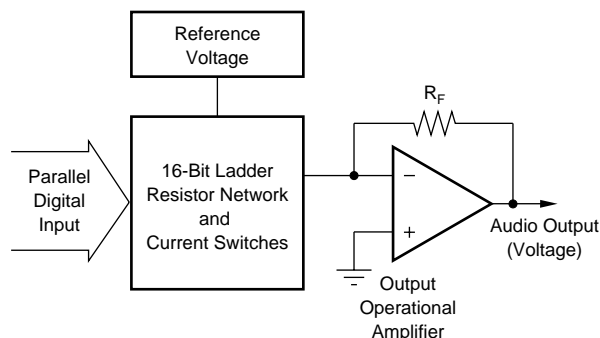 Reference
Voltage
R_F
Parallel
Digital
Input
16-Bit Ladder
Resistor Network
and
Current Switches
–
+
Audio Output
(Voltage)
Output
Operational
Amplifier